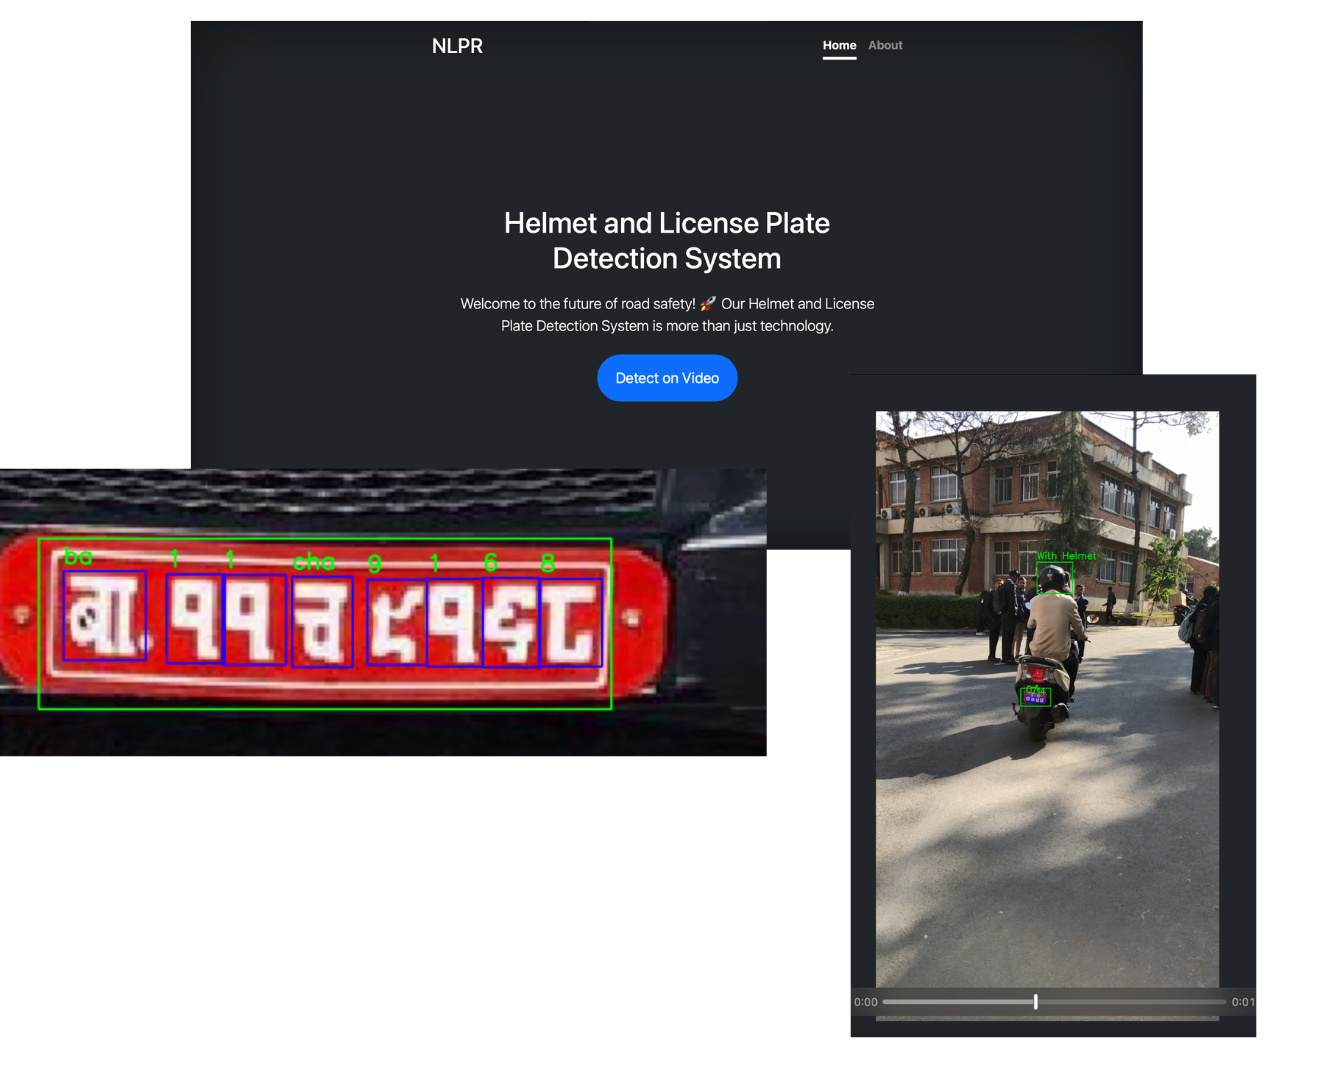 NLPR
Home About
Helmet and License Plate
Detection System
Welcome to the future of road safety! 🚀 Our Helmet and License
Plate Detection System is more than just technology.
Detect on Video
ba 1 1 cha 9 1 6 8
बा. ११ च ९१६८
With Helmet
0:00 0:01